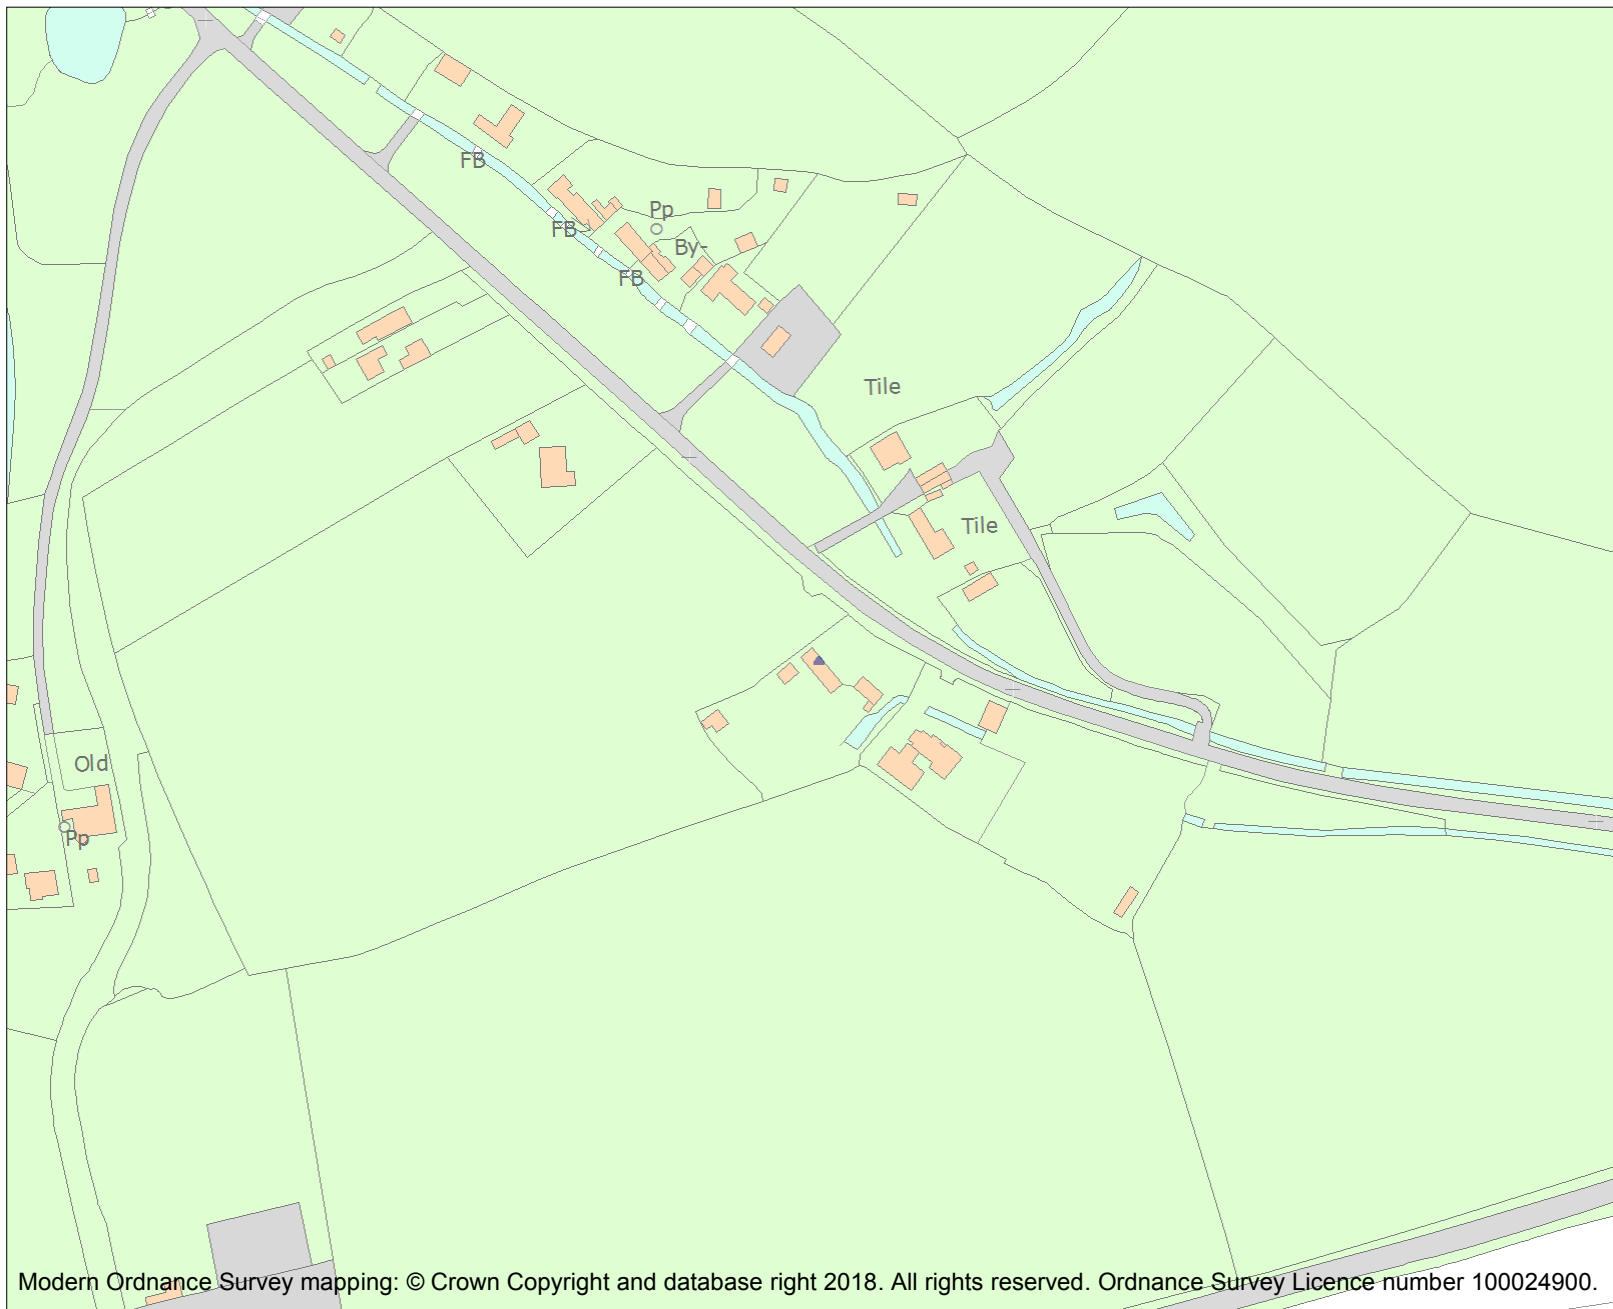 FB
Pp
FB
By-
FB
Tile
Tile
Old
Pp
Modern Ordnance Survey mapping: © Crown Copyright and database right 2018. All rights reserved. Ordnance Survey Licence number 100024900.